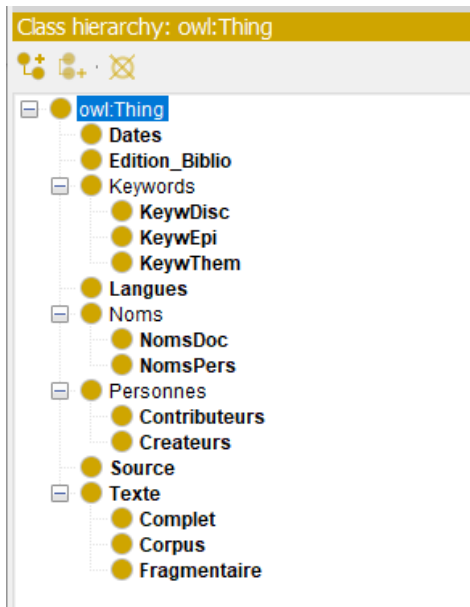 Class hierarchy: owl:Thing
owl:Thing
Dates
Edition_Biblio
Keywords
KeywDisc
KeywEpi
KeywThem
Langues
Noms
NomsDoc
NomsPers
Personnes
Contributeurs
Createurs
Source
Texte
Complet
Corpus
Fragmentaire